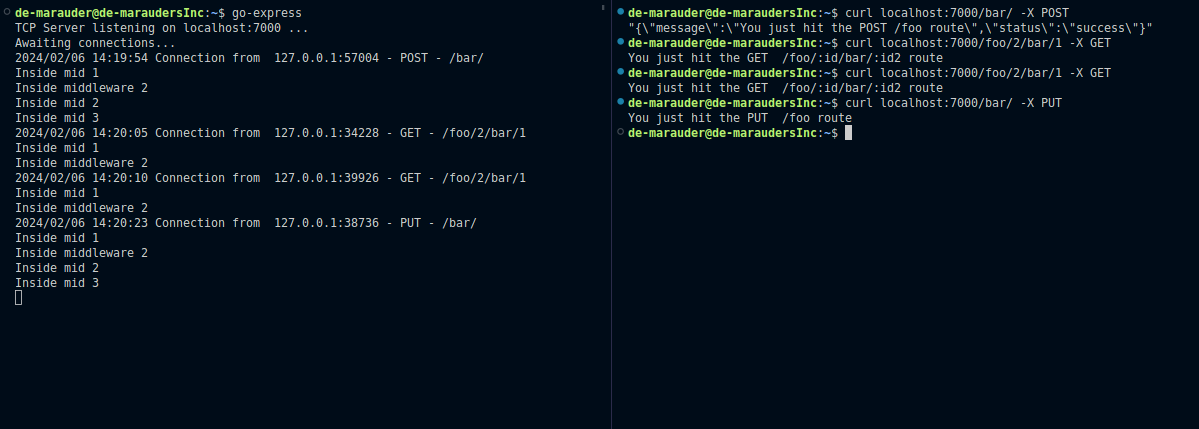 de-marauder@de-maraudersInc:~$ go-express
TCP Server listening on localhost:7000 ...
Awaiting connections...
2024/02/06 14:19:54 Connection from  127.0.0.1:57004 - POST - /bar/
Inside mid 1
Inside middleware 2
Inside mid 2
Inside mid 3
2024/02/06 14:20:05 Connection from  127.0.0.1:34228 - GET - /foo/2/bar/1
Inside mid 1
Inside middleware 2
2024/02/06 14:20:10 Connection from  127.0.0.1:39926 - GET - /foo/2/bar/1
Inside mid 1
Inside middleware 2
2024/02/06 14:20:23 Connection from  127.0.0.1:38736 - PUT - /bar/
Inside mid 1
Inside middleware 2
Inside mid 2
Inside mid 3
de-marauder@de-maraudersInc:~$ curl localhost:7000/bar/ -X POST
"{\"message\":\"You just hit the POST /foo route\",\"status\":\"success\"}"
de-marauder@de-maraudersInc:~$ curl localhost:7000/foo/2/bar/1 -X GET
You just hit the GET  /foo/:id/bar/:id2 route
de-marauder@de-maraudersInc:~$ curl localhost:7000/foo/2/bar/1 -X GET
You just hit the GET  /foo/:id/bar/:id2 route
de-marauder@de-maraudersInc:~$ curl localhost:7000/bar/ -X PUT
You just hit the PUT  /foo route
de-marauder@de-maraudersInc:~$